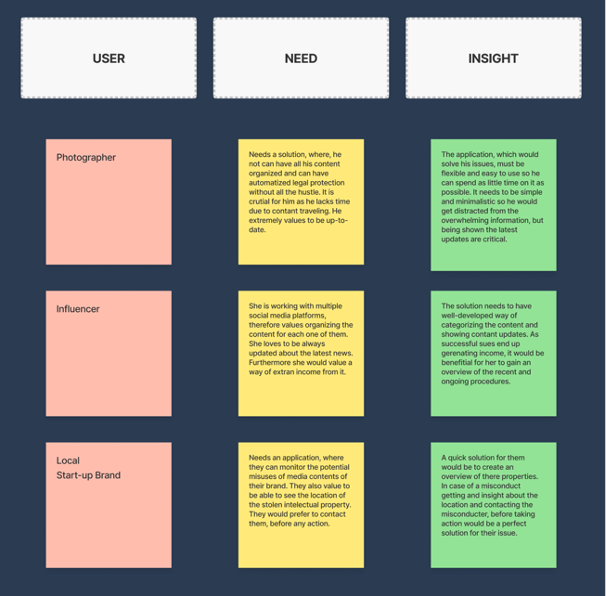 USER
NEED
INSIGHT
Photographer
Needs a solution, where, he
not can have all his content
organized and can have
automatized legal protection
without all the hustle. It is
crutial for him as he lacks time
due to contant traveling. He
extremely values to be up-to-
date.
The application, which would
solve his issues, must be
flexible and easy to use so he
can spend as little time on it as
possible. It needs to be simple
and minimalistic so he would
get distracted from the
overwhelming information, but
being shown the latest
updates are critical.
Influencer
She is working with multiple
social media platforms,
therefore values organizing the
content for each one of them.
She loves to be always
updated about the latest news.
Furthermore she would value a
way of extran income from it.
The solution needs to have
well-developed way of
categorizing the content and
showing contant updates. As
successful sues end up
gerenating income, it would be
benefitial for her to gain an
overview of the recent and
ongoing procedures.
Local
Start-up Brand
Needs an application, where
they can monitor the potential
misuses of media contents of
their brand. They also value to
be able to see the location of
the stolen intelectual property.
They would prefer to contact
them, before any action.
A quick solution for them
would be to create an
overview of there properties.
In case of a misconduct
getting and insight about the
location and contacting the
misconducter, before taking
action would be a perfect
solution for their issue.